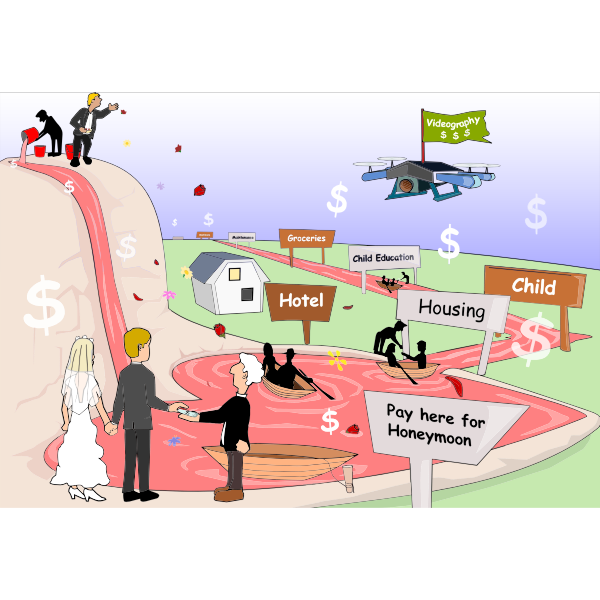 Videography
$ $ $
$
$
$
$
$
$
$
$
$
$
$
Groceries
Child Education
Hotel
Housing
Child
Pay here for
Honeymoon